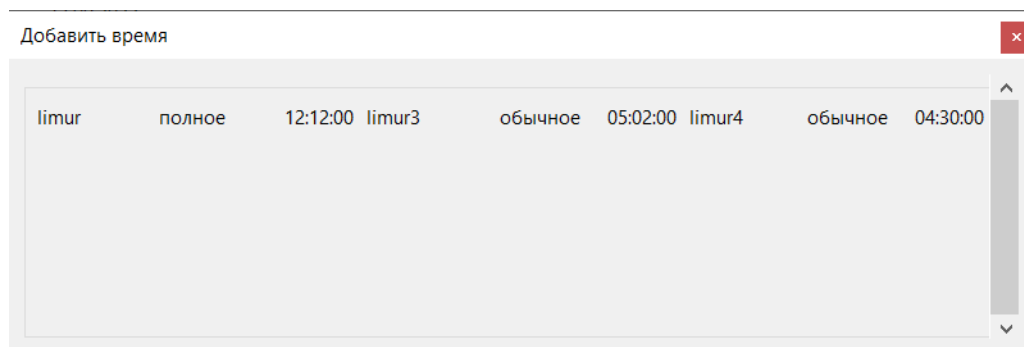 Добавить время
limur полное 12:12:00 limur3 обычное 05:02:00 limur4 обычное 04:30:00